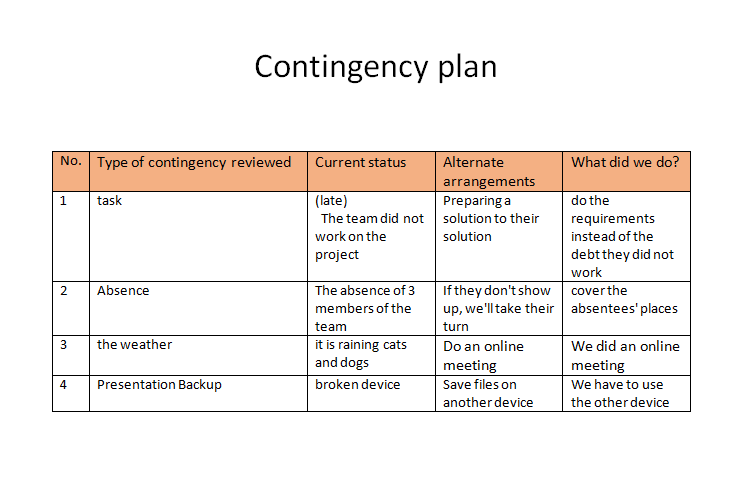 Contingency plan
No. Type of contingency reviewed Current status Alternate arrangements What did we do?
1 task (late) The team did not work on the project Preparing a solution to their solution do the requirements instead of the debt they did not work
2 Absence The absence of 3 members of the team If they don't show up, we'll take their turn cover the absentees' places
3 the weather it is raining cats and dogs Do an online meeting We did an online meeting
4 Presentation Backup broken device Save files on another device We have to use the other device